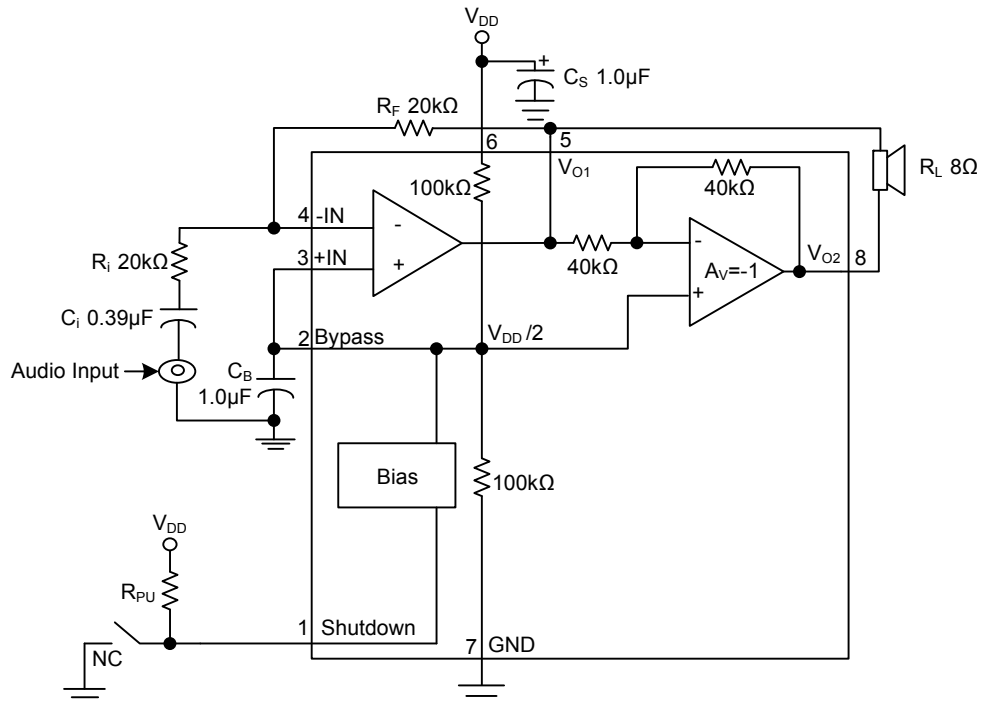 V_DD
+
C_S 1.0µF
R_F 20kΩ
6
5
V_O1
100kΩ
40kΩ
R_L 8Ω
4 -IN
-
3 +IN
+
R_i 20kΩ
40kΩ
-
A_V=-1
+
V_O2
8
C_i 0.39µF
2 Bypass
V_DD /2
Audio Input
C_B
1.0µF
Bias
100kΩ
V_DD
R_PU
1 Shutdown
7 GND
NC